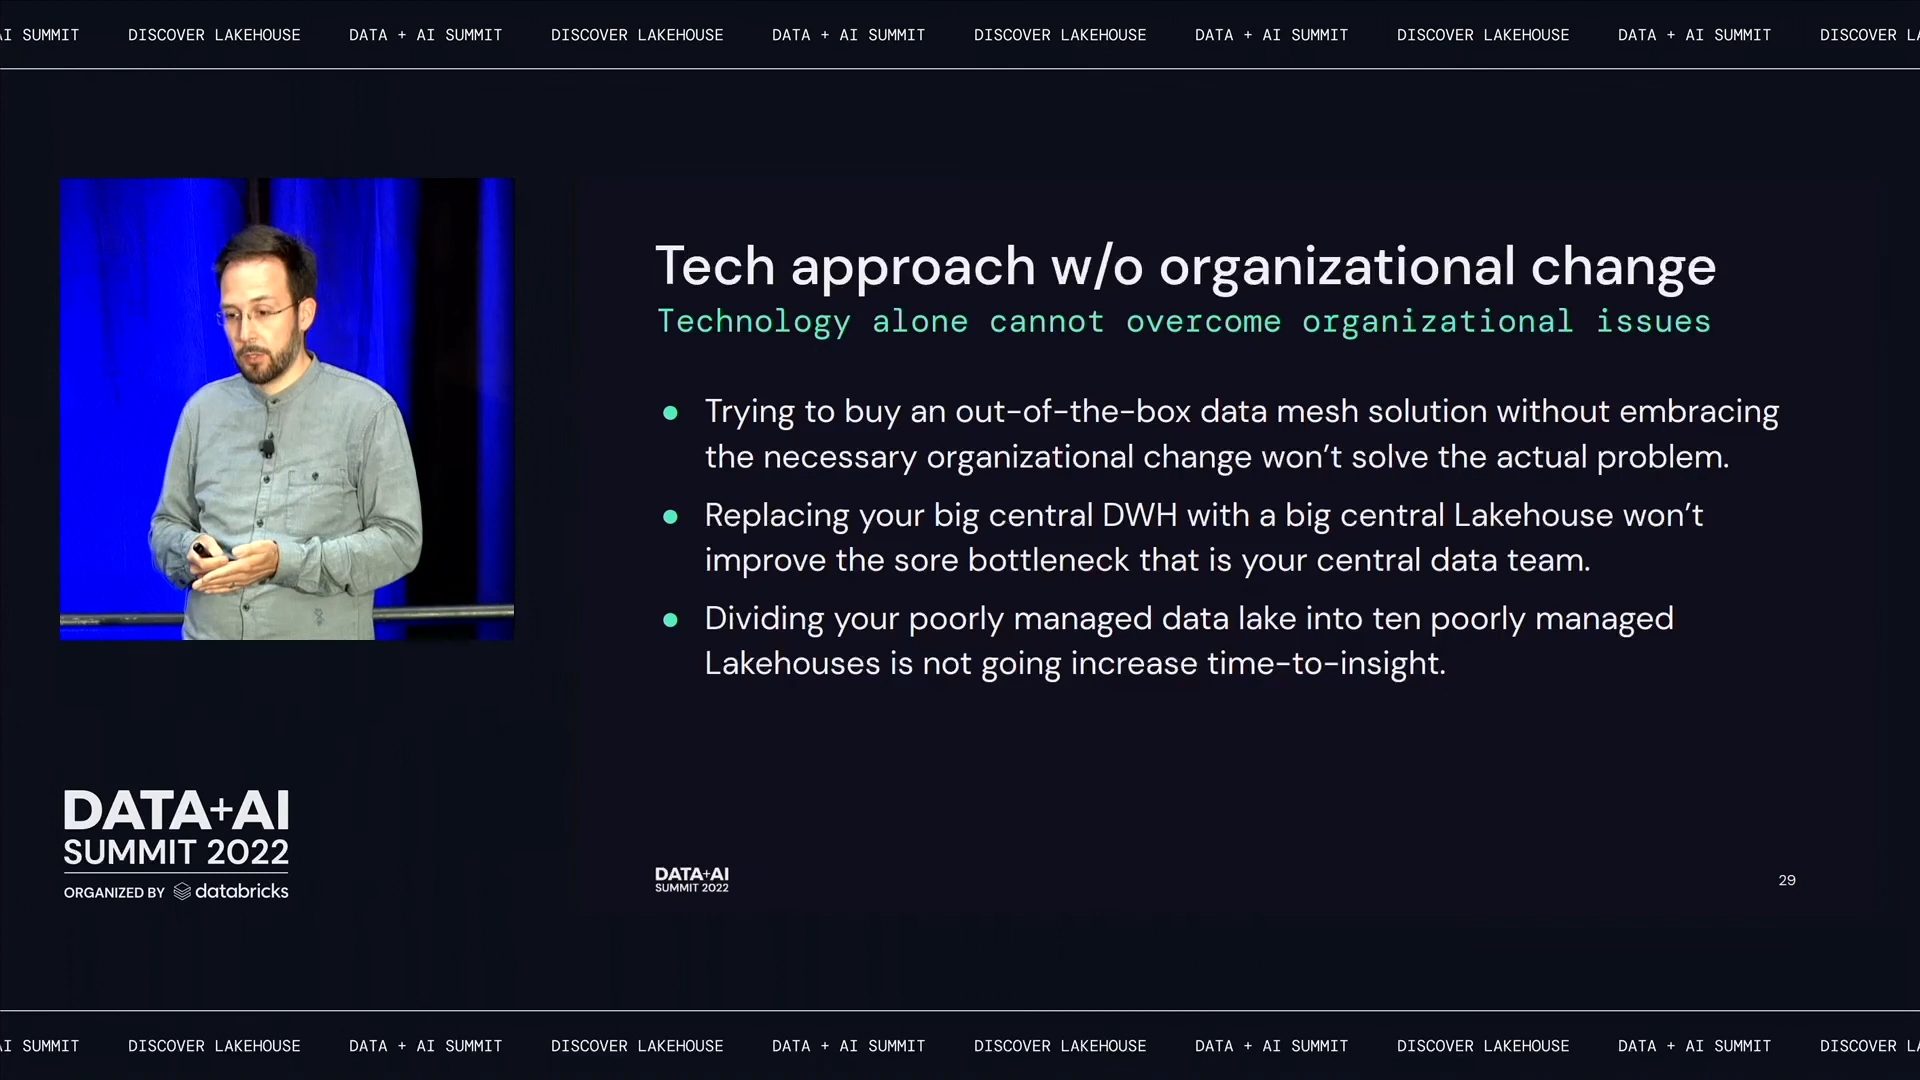 AI SUMMIT DISCOVER LAKEHOUSE DATA + AI SUMMIT DISCOVER LAKEHOUSE DATA + AI SUMMIT DISCOVER LAKEHOUSE DATA + AI SUMMIT DISCOVER LAKEHOUSE DATA + AI SUMMIT DISCOVER LA
Tech approach w/o organizational change
Technology alone cannot overcome organizational issues
● Trying to buy an out-of-the-box data mesh solution without embracing
the necessary organizational change won’t solve the actual problem.
● Replacing your big central DWH with a big central Lakehouse won’t
improve the sore bottleneck that is your central data team.
● Dividing your poorly managed data lake into ten poorly managed
Lakehouses is not going increase time-to-insight.
DATA+AI
SUMMIT 2022
ORGANIZED BY databricks
DATA+AI
SUMMIT 2022
29
AI SUMMIT DISCOVER LAKEHOUSE DATA + AI SUMMIT DISCOVER LAKEHOUSE DATA + AI SUMMIT DISCOVER LAKEHOUSE DATA + AI SUMMIT DISCOVER LAKEHOUSE DATA + AI SUMMIT DISCOVER LA